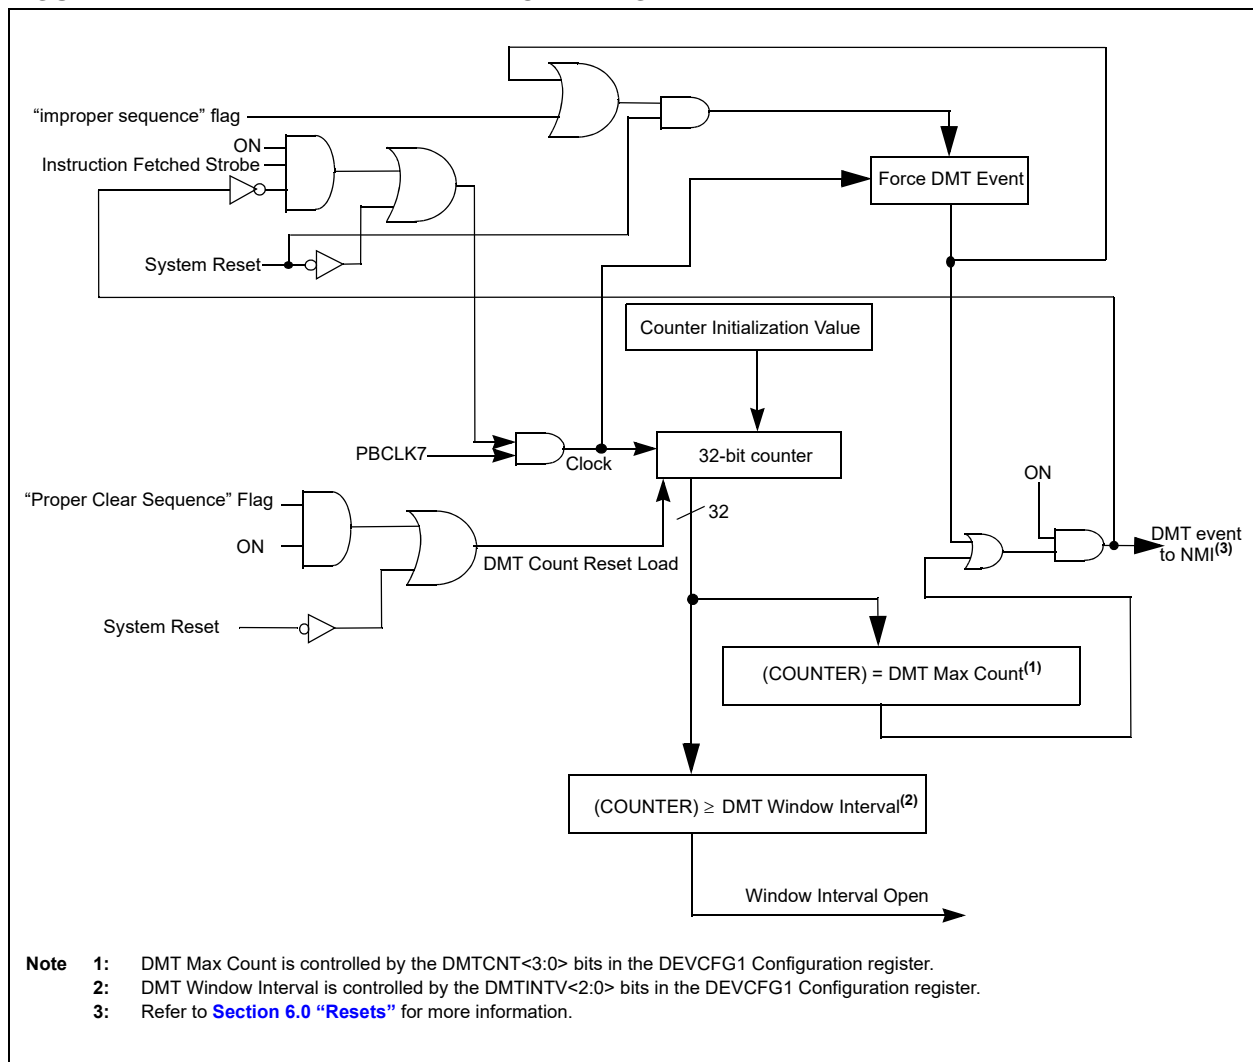 "improper sequence" flag
ON
Instruction Fetched Strobe
Force DMT Event
System Reset
Counter Initialization Value
PBCLK7
Clock
32-bit counter
"Proper Clear Sequence" Flag
ON
32
ON
DMT event
to NMI(3)
DMT Count Reset Load
System Reset
(COUNTER) = DMT Max Count(1)
(COUNTER) ≥ DMT Window Interval(2)
Window Interval Open
Note 1: DMT Max Count is controlled by the DMTCNT<3:0> bits in the DEVCFG1 Configuration register.
2: DMT Window Interval is controlled by the DMTINTV<2:0> bits in the DEVCFG1 Configuration register.
3: Refer to Section 6.0 "Resets" for more information.